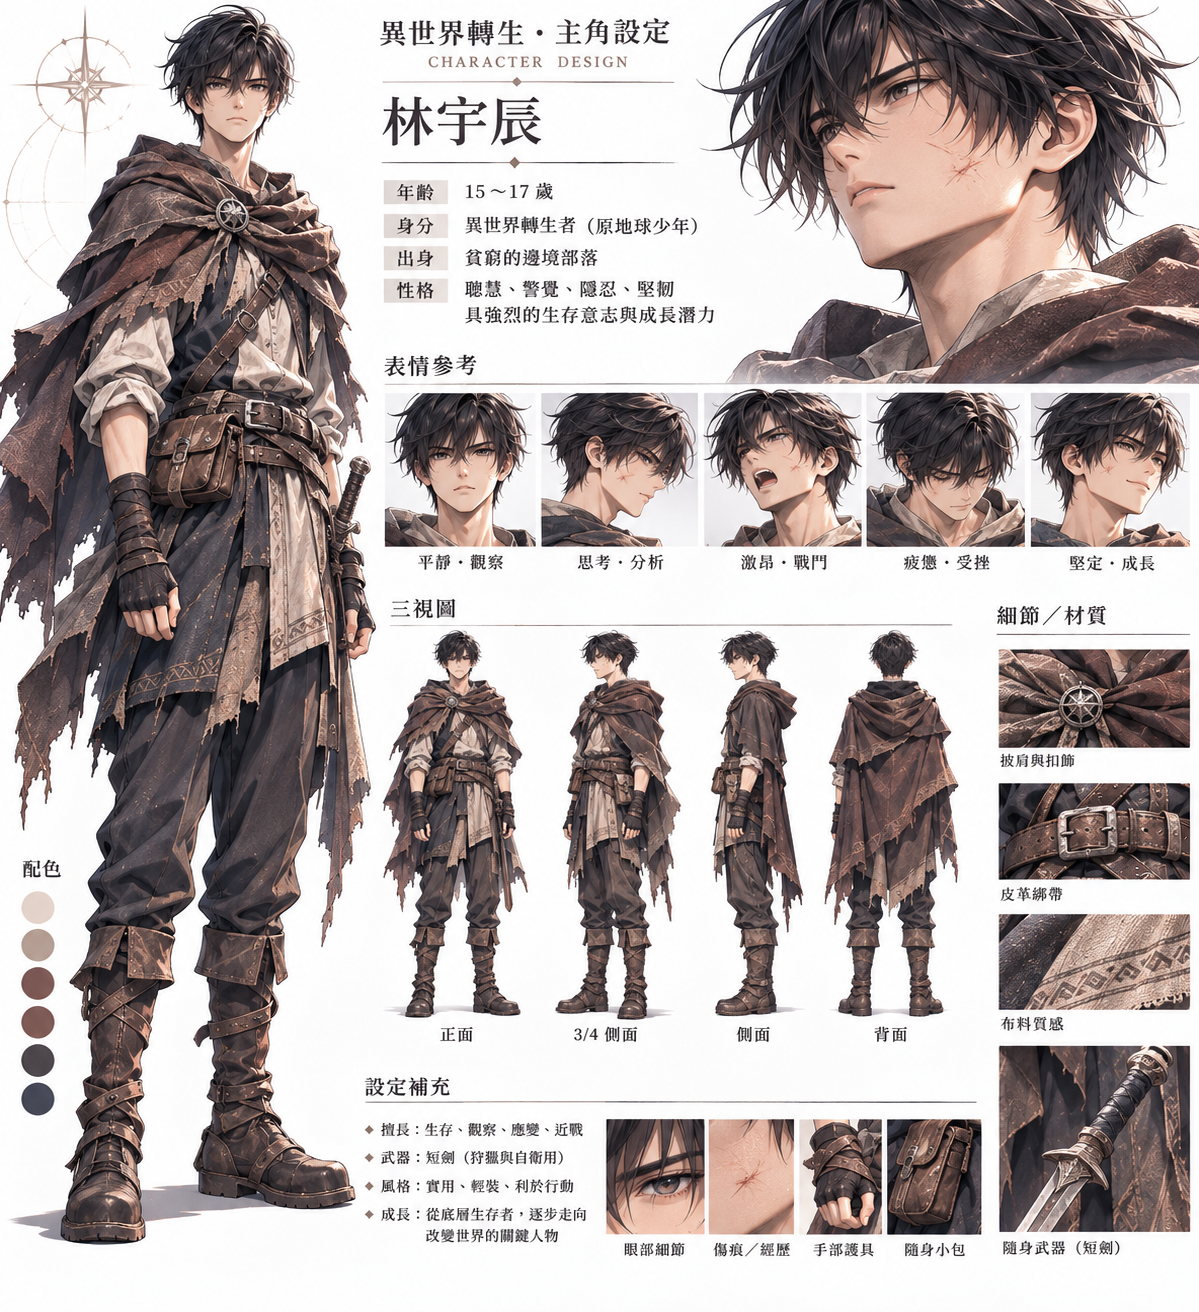 異世界轉生・主角設定
CHARACTER DESIGN
林宇辰
年齡 15～17 歲
身分 異世界轉生者（原地球少年）
出身 貧窮的邊境部落
性格 聰慧、警覺、隱忍、堅韌
具強烈的生存意志與成長潛力
表情參考
平靜・觀察
思考・分析
激昂・戰鬥
疲憊・受挫
堅定・成長
三視圖
正面
3/4 側面
側面
背面
細節／材質
披肩與扣飾
皮革綁帶
布料質感
隨身武器（短劍）
配色
設定補充
擅長：生存、觀察、應變、近戰
武器：短劍（狩獵與自衛用）
風格：實用、輕裝、利於行動
成長：從底層生存者，逐步走向
改變世界的關鍵人物
眼部細節
傷痕／經歷
手部護具
隨身小包